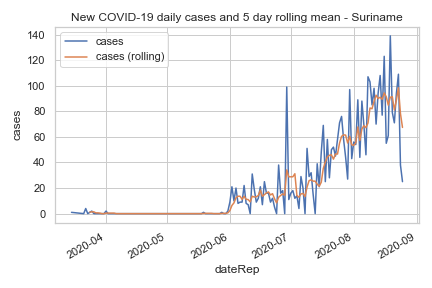 New COVID-19 daily cases and 5 day rolling mean - Suriname
cases
cases (rolling)
140
120
100
80
60
40
20
0
cases
2020-04
2020-05
2020-06
2020-07
2020-08
2020-09
dateRep